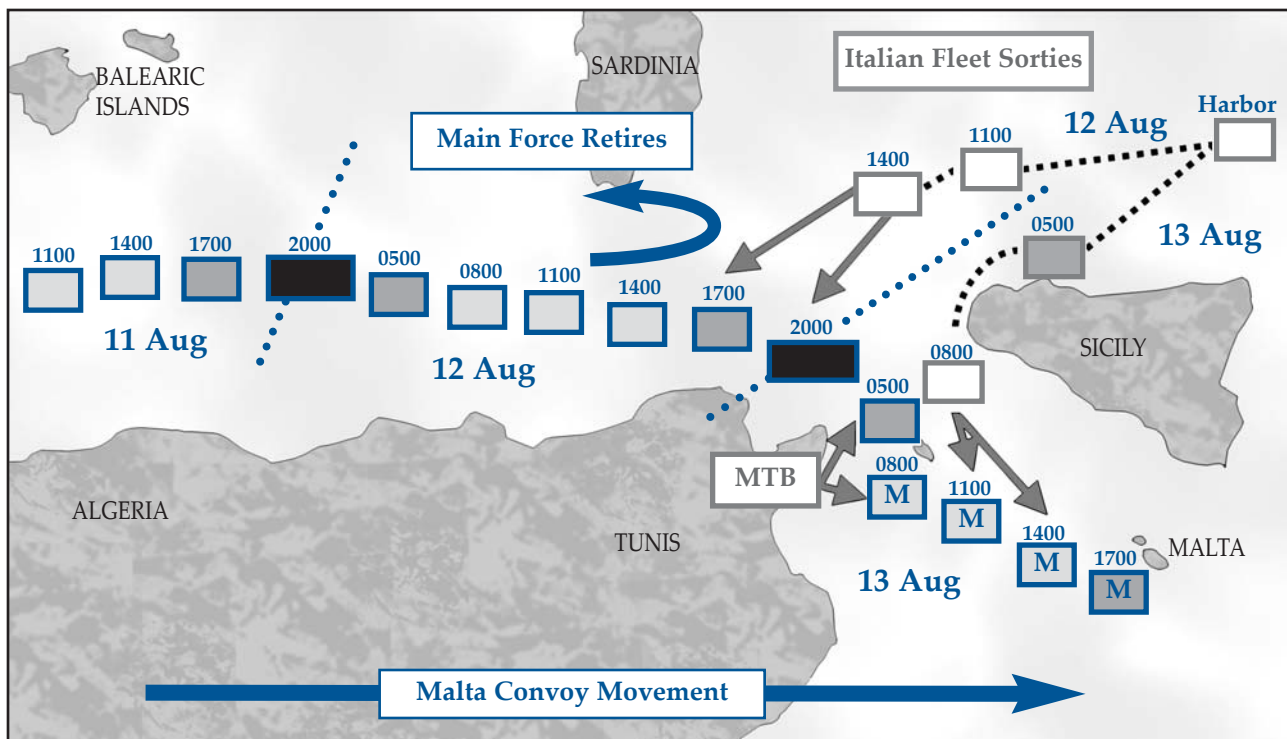 BALEARIC
ISLANDS
SARDINIA
Italian Fleet Sorties
Harbor
12 Aug
Main Force Retires
1100
1400
0500
13 Aug
1100
1400
1700
2000
0500
0800
1100
1400
1700
2000
11 Aug
12 Aug
SICILY
0800
0500
MTB
0800
M
1100
M
1400
M
1700
M
ALGERIA
TUNIS
MALTA
13 Aug
Malta Convoy Movement